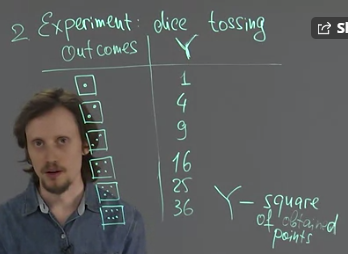 2 Experiment: dice tossing
outcomes Y
1
4
9
16
25
36
Y - square
of obtained
points